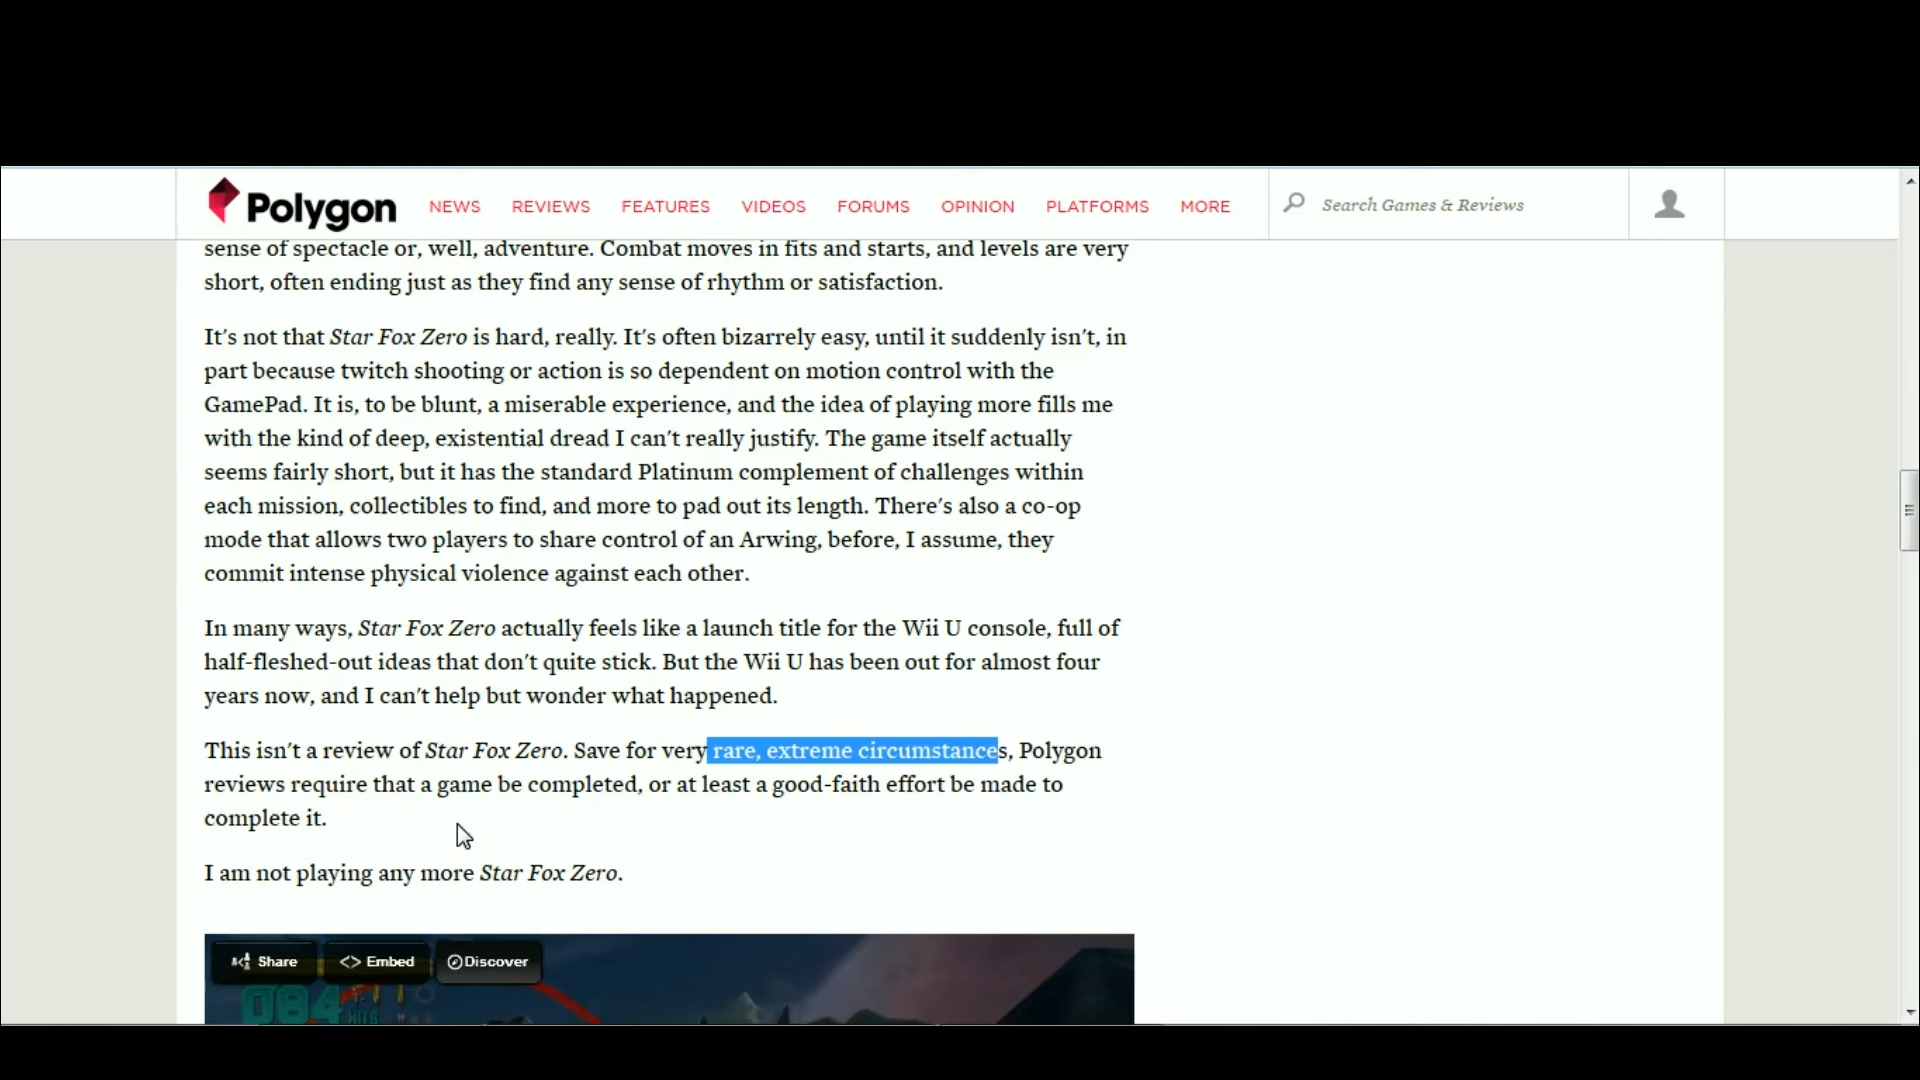 Polygon NEWS REVIEWS FEATURES VIDEOS FORUMS OPINION PLATFORMS MORE Search Games & Reviews
sense of spectacle or, well, adventure. Combat moves in fits and starts, and levels are very
short, often ending just as they find any sense of rhythm or satisfaction.
It's not that Star Fox Zero is hard, really. It's often bizarrely easy, until it suddenly isn't, in
part because twitch shooting or action is so dependent on motion control with the
GamePad. It is, to be blunt, a miserable experience, and the idea of playing more fills me
with the kind of deep, existential dread I can't really justify. The game itself actually
seems fairly short, but it has the standard Platinum complement of challenges within
each mission, collectibles to find, and more to pad out its length. There's also a co-op
mode that allows two players to share control of an Arwing, before, I assume, they
commit intense physical violence against each other.
In many ways, Star Fox Zero actually feels like a launch title for the Wii U console, full of
half-fleshed-out ideas that don't quite stick. But the Wii U has been out for almost four
years now, and I can't help but wonder what happened.
This isn't a review of Star Fox Zero. Save for very rare, extreme circumstances, Polygon
reviews require that a game be completed, or at least a good-faith effort be made to
complete it.
I am not playing any more Star Fox Zero.
Share <> Embed Discover
084
HITS